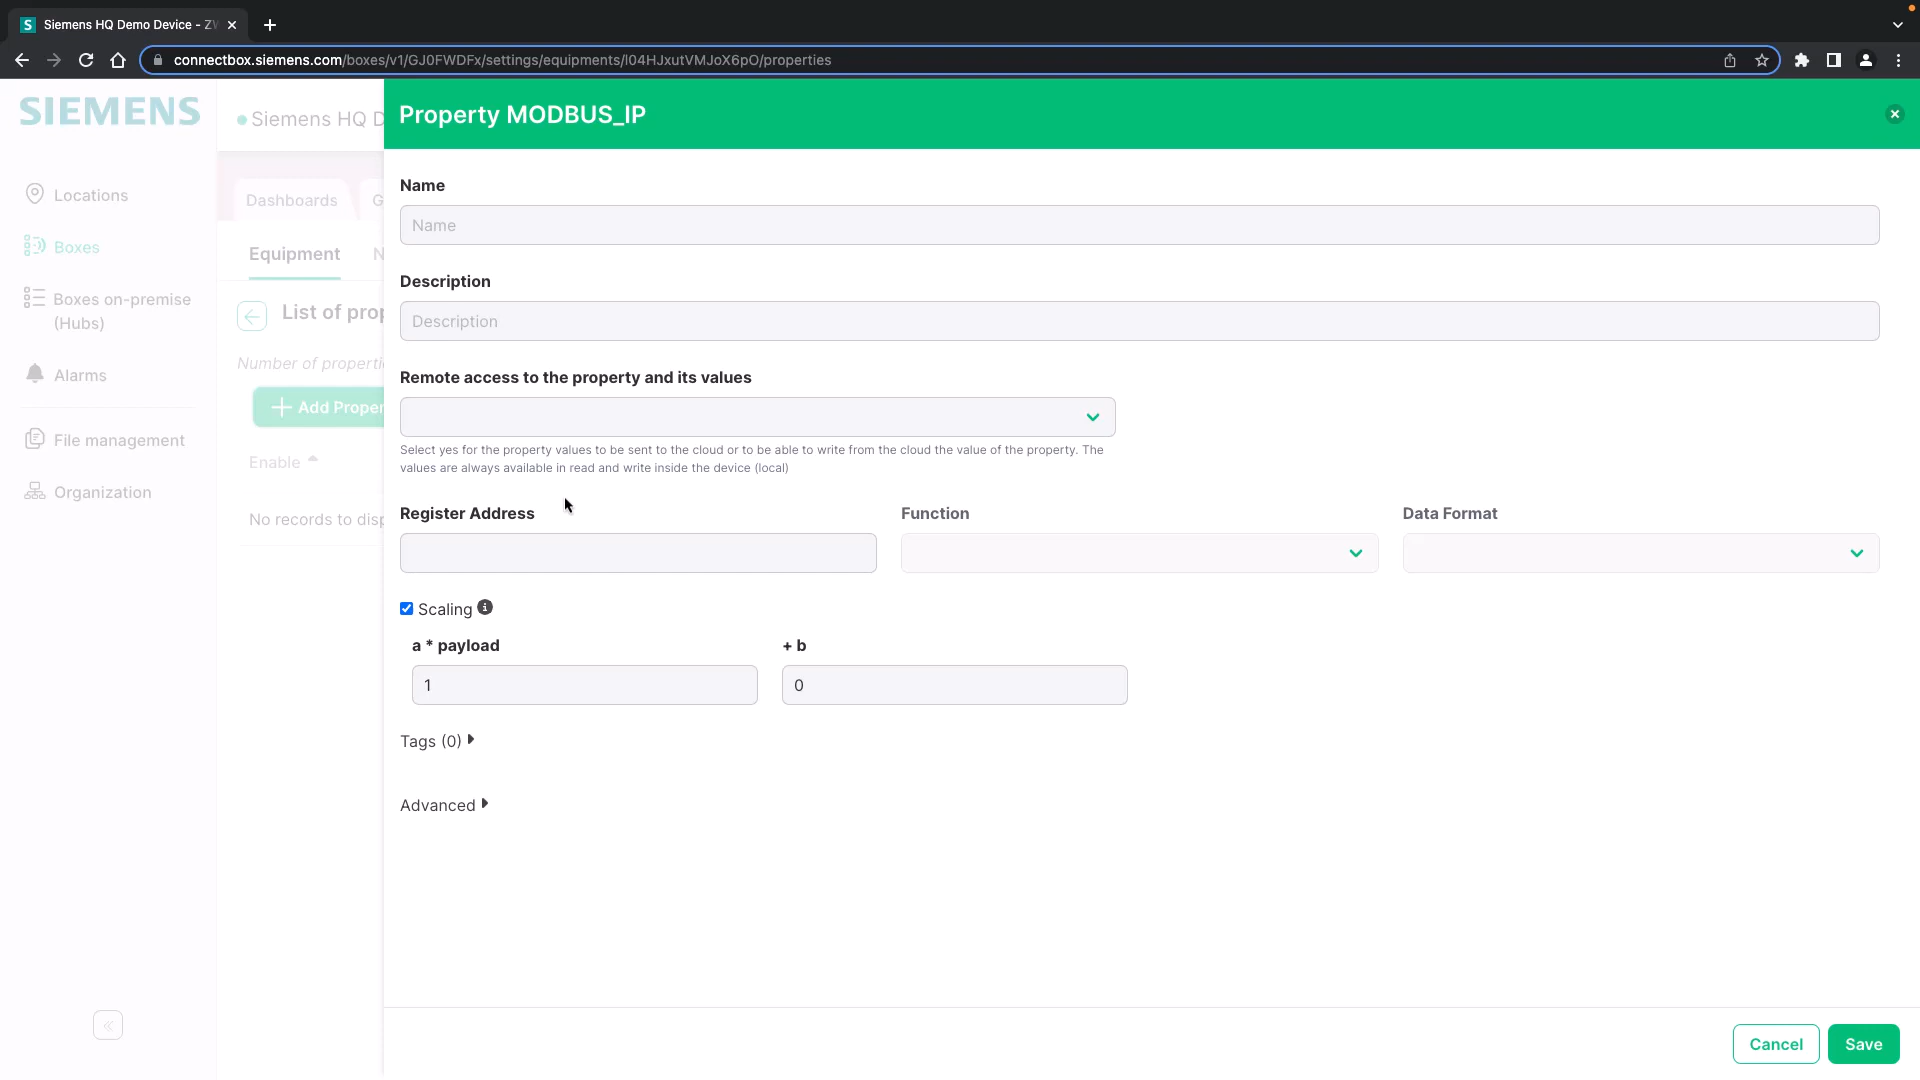 Siemens HQ Demo Device - ZW
connectbox.siemens.com/boxes/v1/GJ0FWDFx/settings/equipments/I04HJxutVMJoX6pO/properties
SIEMENS
Siemens HQ D
Property MODBUS_IP
Locations
Boxes
Boxes on-premise
(Hubs)
Alarms
File management
Organization
Dashboards
G
Equipment
N
List of prop
Number of properti
Add Proper
Enable
No records to disp
Name
Name
Description
Description
Remote access to the property and its values
Select yes for the property values to be sent to the cloud or to be able to write from the cloud the value of the property. The
values are always available in read and write inside the device (local)
Register Address
Function
Data Format
Scaling
a * payload
+ b
1
0
Tags (0)
Advanced
Cancel
Save